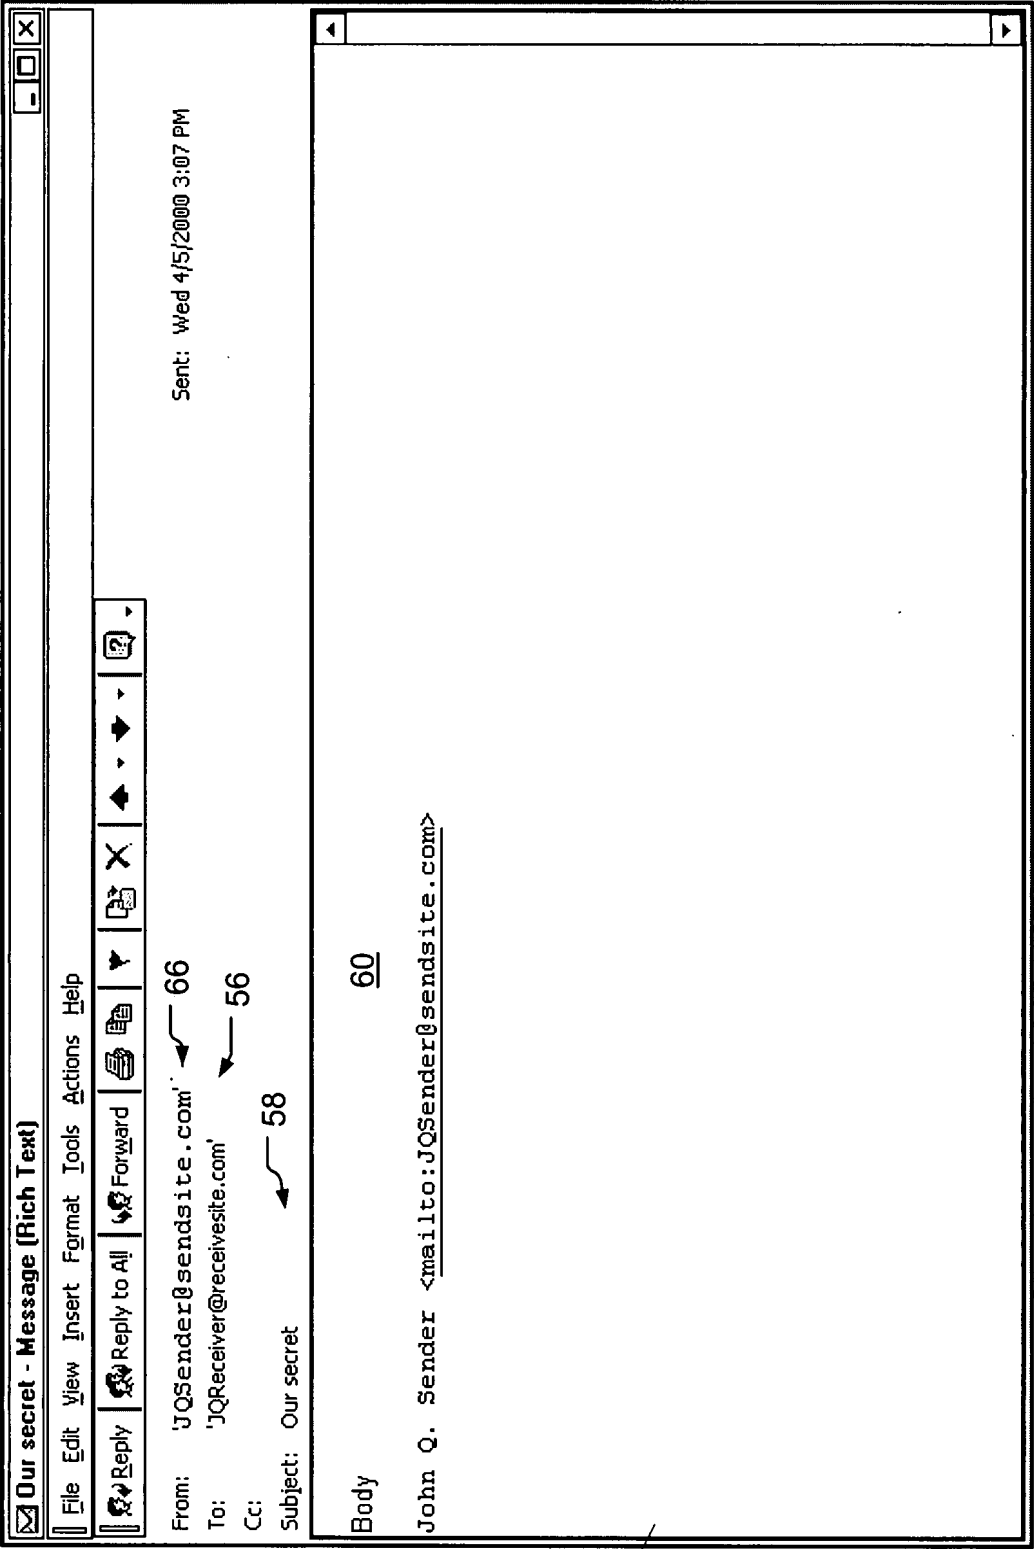 Our secret - Message (Rich Text)
File Edit View Insert Format Tools Actions Help
Reply Reply to All Forward
From: 'JQSender@sendsite.com' 66 Sent: Wed 4/5/2000 3:07 PM
To: 'JQReceiver@receivesite.com' 56
Cc:
Subject: Our secret 58
Body 60
John Q. Sender <mailto:JQSender@sendsite.com>